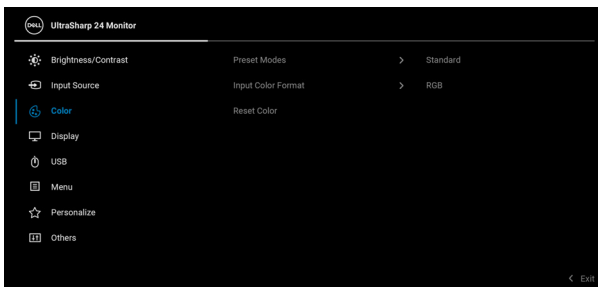 DELL UltraSharp 24 Monitor
Brightness/Contrast Preset Modes > Standard
Input Source Input Color Format > RGB
Color Reset Color
Display
USB
Menu
Personalize
Others
< Exit